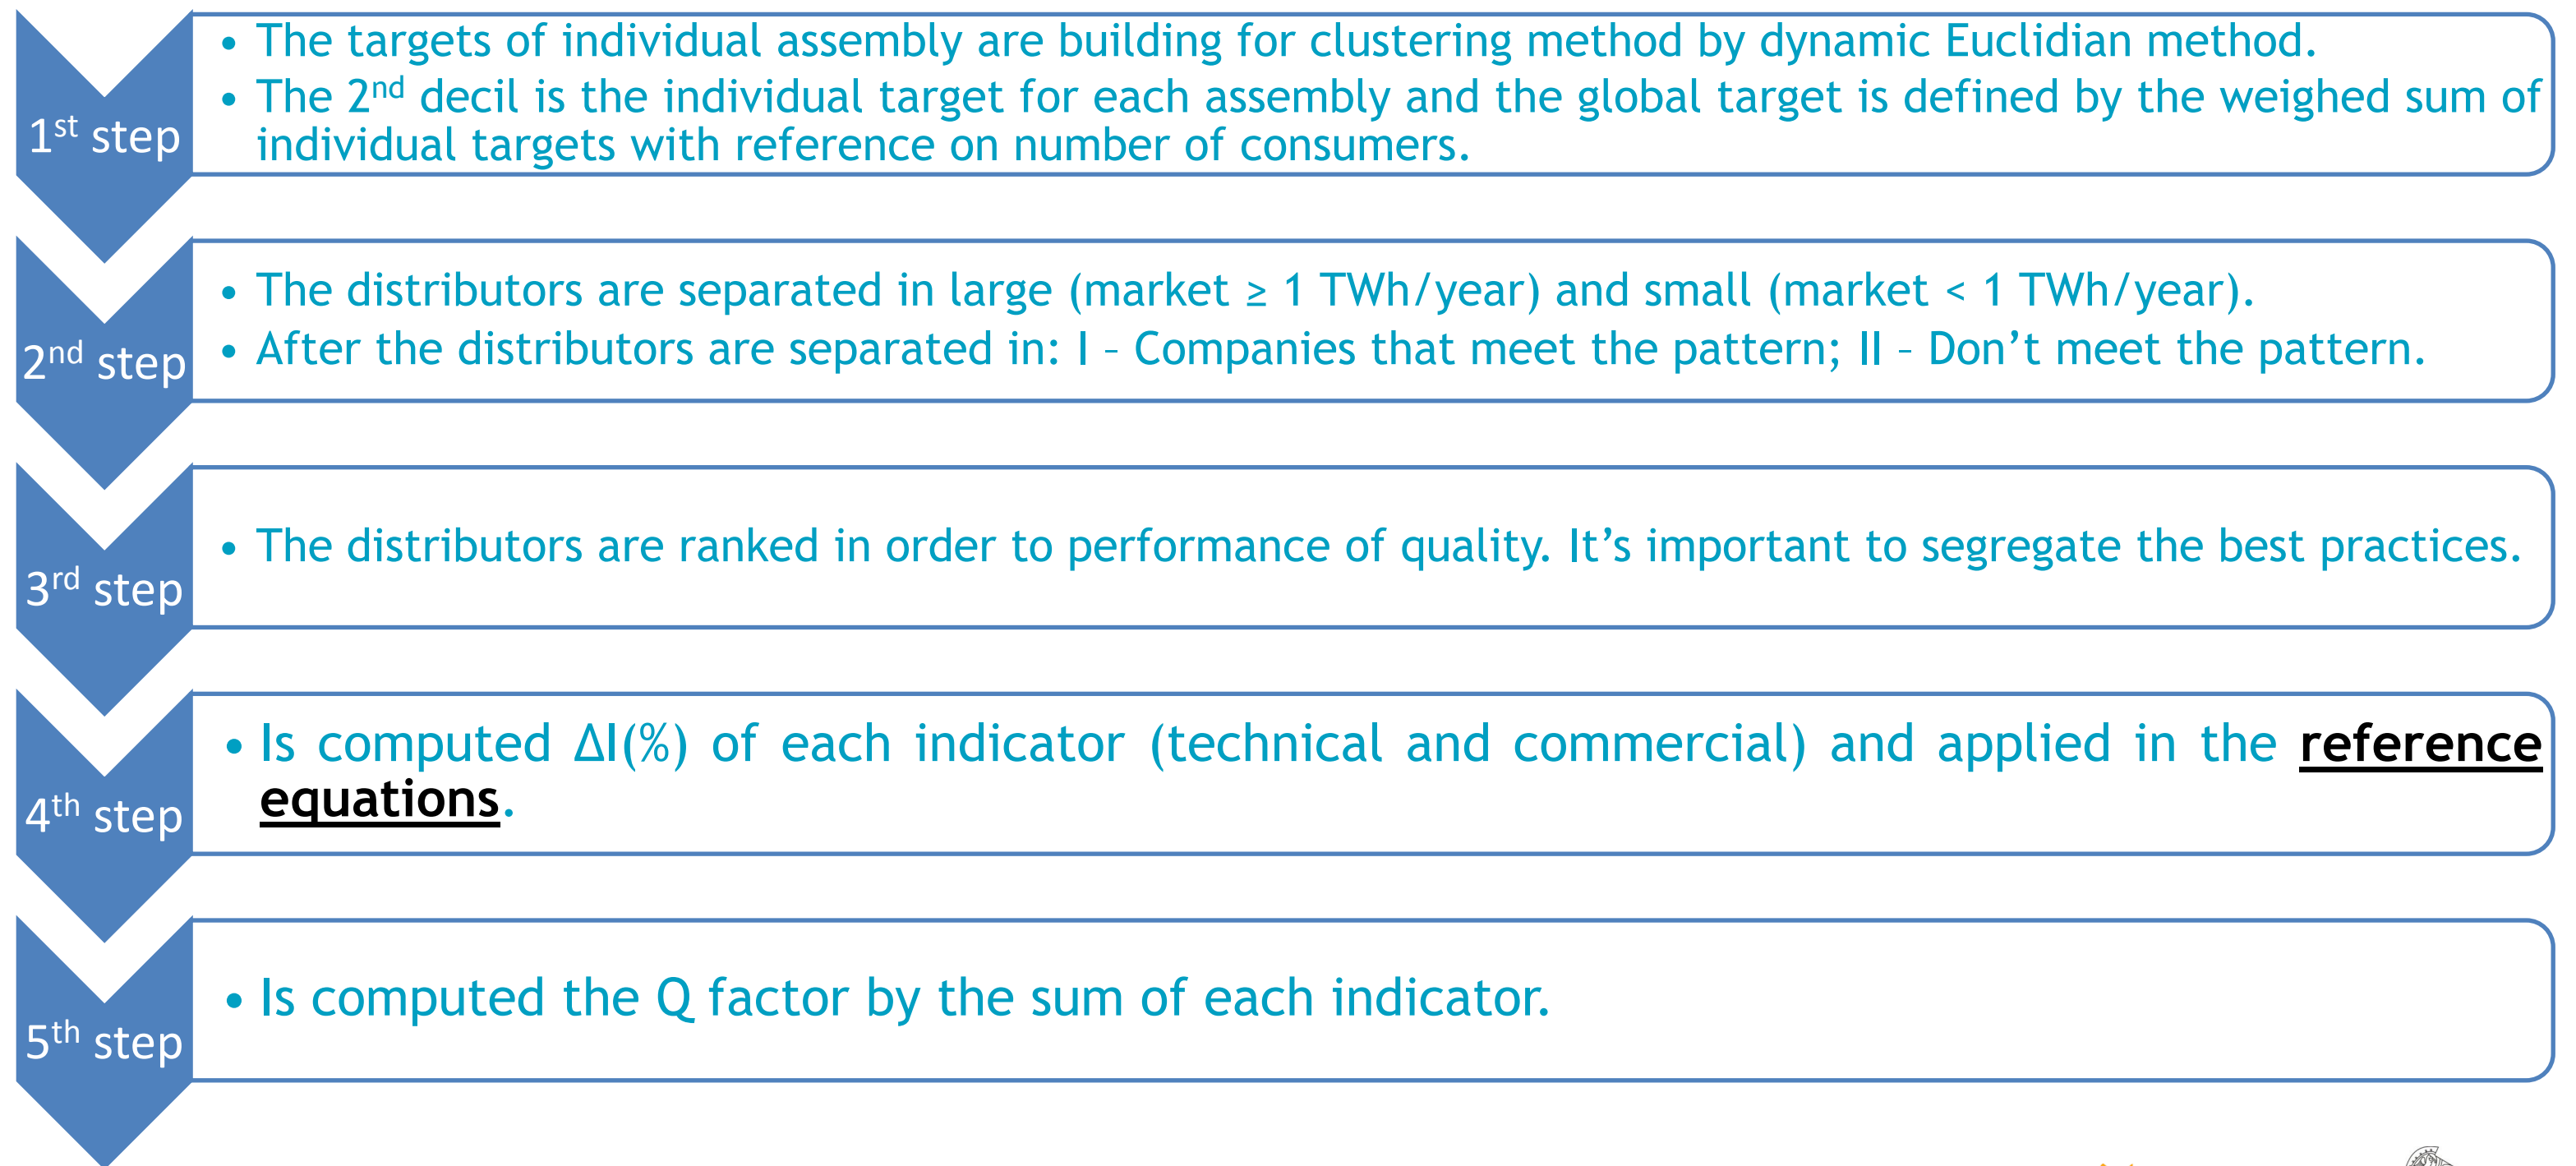 1st step
• The targets of individual assembly are building for clustering method by dynamic Euclidian method.
• The 2nd decil is the individual target for each assembly and the global target is defined by the weighed sum of
individual targets with reference on number of consumers.
2nd step
• The distributors are separated in large (market ≥ 1 TWh/year) and small (market < 1 TWh/year).
• After the distributors are separated in: I – Companies that meet the pattern; II – Don’t meet the pattern.
3rd step
• The distributors are ranked in order to performance of quality. It’s important to segregate the best practices.
4th step
• Is computed ΔI(%) of each indicator (technical and commercial) and applied in the reference
equations.
5th step
• Is computed the Q factor by the sum of each indicator.